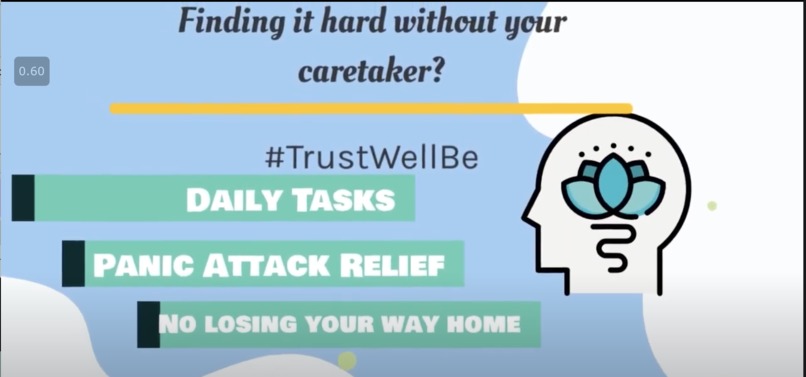 Finding it hard without your
caretaker?
0.60
#TrustWellBe
DAILY TASKS
PANIC ATTACK RELIEF
NO LOSING YOUR WAY HOME